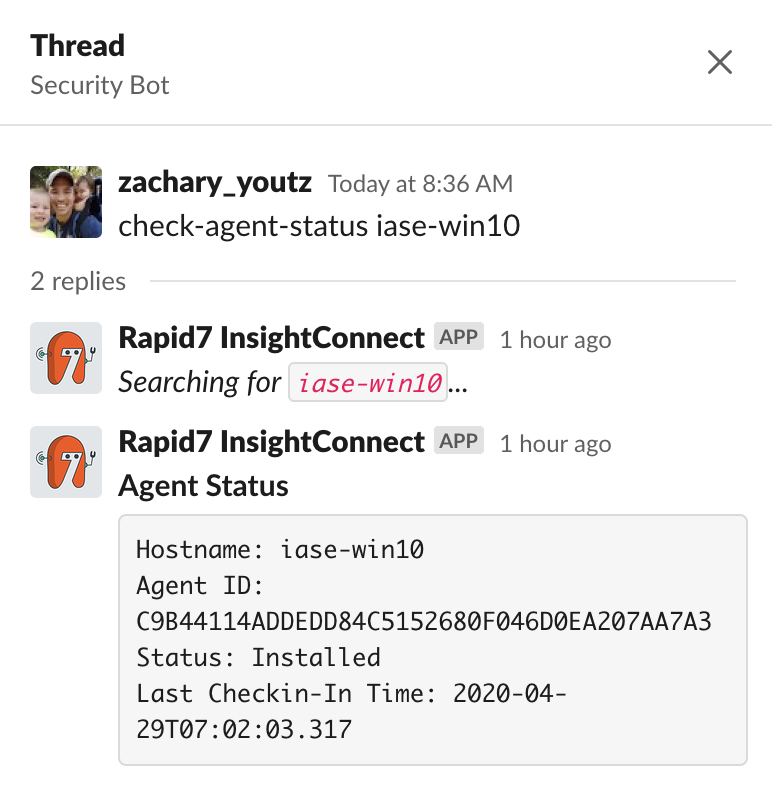 Thread
Security Bot
zachary_youtz Today at 8:36 AM
check-agent-status iase-win10
2 replies
Rapid7 InsightConnect APP 1 hour ago
Searching for iase-win10...
Rapid7 InsightConnect APP 1 hour ago
Agent Status
Hostname: iase-win10
Agent ID:
C9B44114ADDEDD84C5152680F046D0EA207AA7A3
Status: Installed
Last Checkin-In Time: 2020-04-
29T07:02:03.317